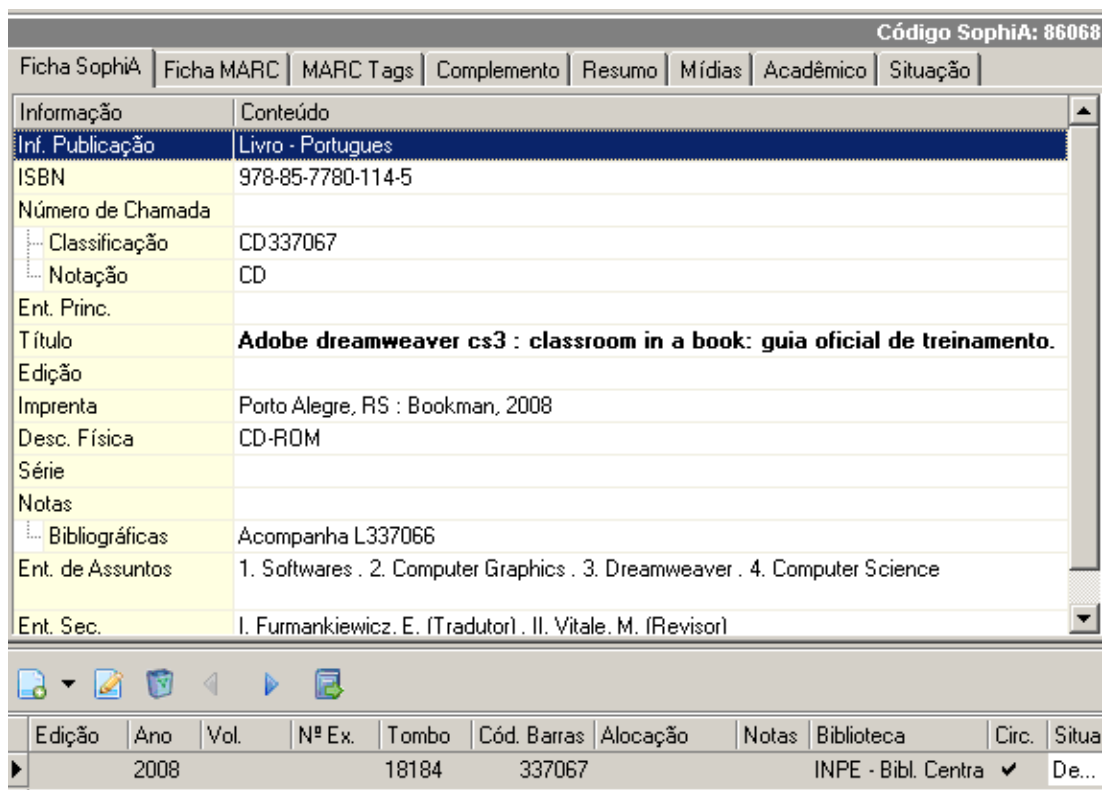 Código SophiA: 86068
Ficha SophiA Ficha MARC MARC Tags Complemento Resumo Mídias Acadêmico Situação
Informação Conteúdo
Inf. Publicação Livro - Portugues
ISBN 978-85-7780-114-5
Número de Chamada
Classificação CD337067
Notação CD
Ent. Princ.
Título Adobe dreamweaver cs3 : classroom in a book: guia oficial de treinamento.
Edição
Imprenta Porto Alegre, RS : Bookman, 2008
Desc. Física CD-ROM
Série
Notas
Bibliográficas Acompanha L337066
Ent. de Assuntos 1. Softwares . 2. Computer Graphics . 3. Dreamweaver . 4. Computer Science
Ent. Sec. I. Furmankiewicz, E. (Tradutor) . II. Vitale, M. (Revisor)
Edição Ano Vol. Nº Ex. Tombo Cód. Barras Alocação Notas Biblioteca Circ. Situa
2008 18184 337067 INPE - Bibl. Centra ✔ De...